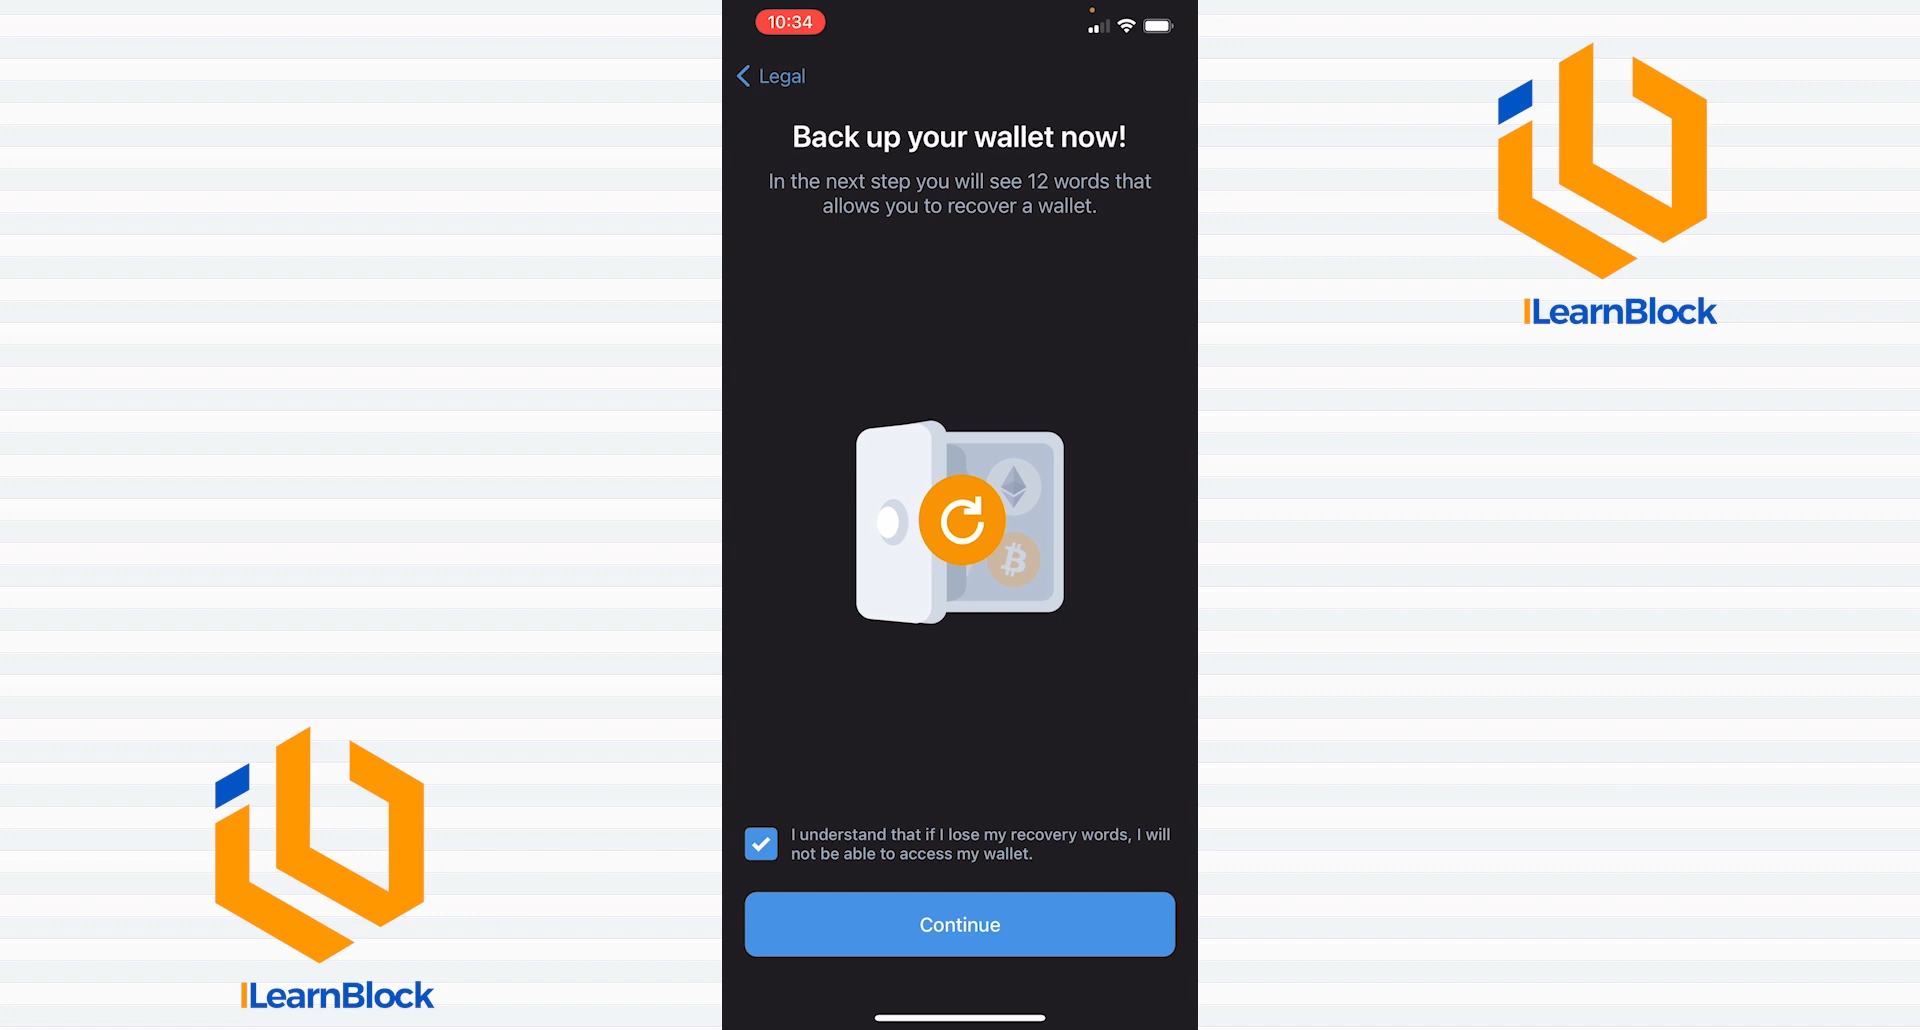 10:34
Legal
Back up your wallet now!
In the next step you will see 12 words that
allows you to recover a wallet.
I understand that if I lose my recovery words, I will
not be able to access my wallet.
Continue
ILearnBlock
ILearnBlock